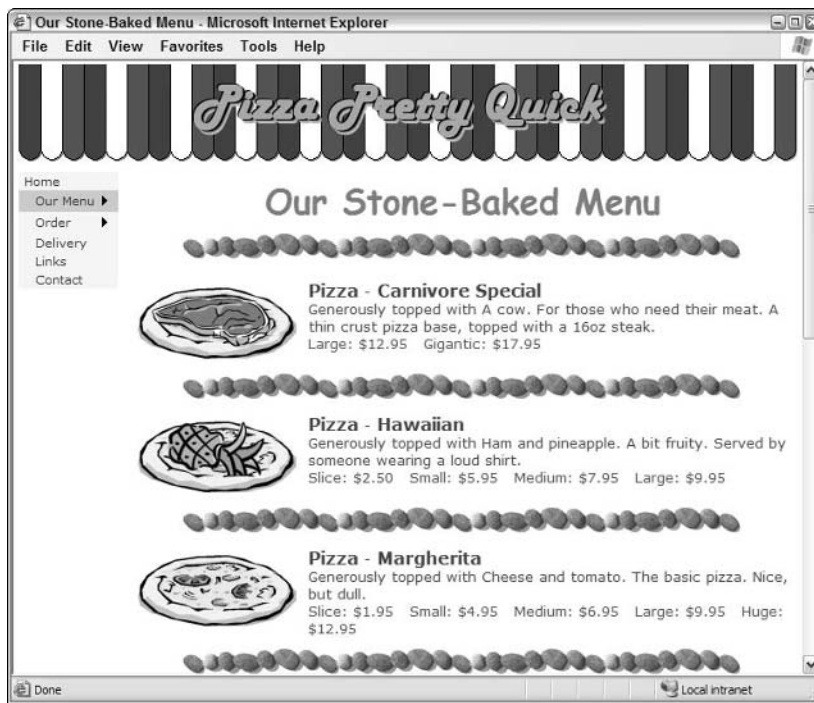 Our Stone-Baked Menu - Microsoft Internet Explorer
File Edit View Favorites Tools Help
Pizza Pretty Quick
Home
Our Menu
Order
Delivery
Links
Contact
Our Stone-Baked Menu
Pizza - Carnivore Special
Generously topped with A cow. For those who need their meat. A
thin crust pizza base, topped with a 16oz steak.
Large: $12.95 Gigantic: $17.95
Pizza - Hawaiian
Generously topped with Ham and pineapple. A bit fruity. Served by
someone wearing a loud shirt.
Slice: $2.50 Small: $5.95 Medium: $7.95 Large: $9.95
Pizza - Margherita
Generously topped with Cheese and tomato. The basic pizza. Nice,
but dull.
Slice: $1.95 Small: $4.95 Medium: $6.95 Large: $9.95 Huge:
$12.95
Done
Local intranet